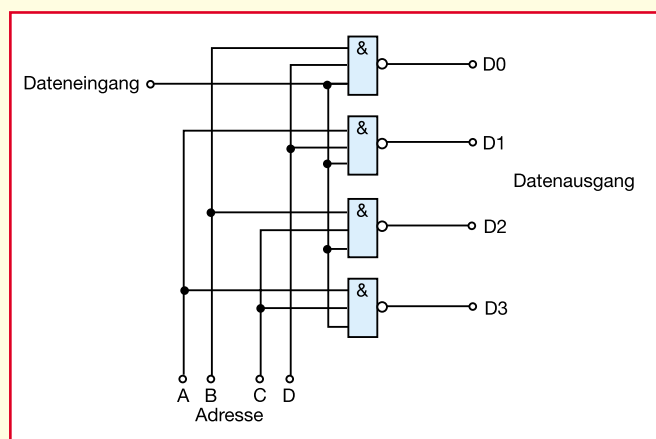 &
D0
Dateneingang
&
D1
Datenausgang
&
D2
&
D3
A B C D
Adresse